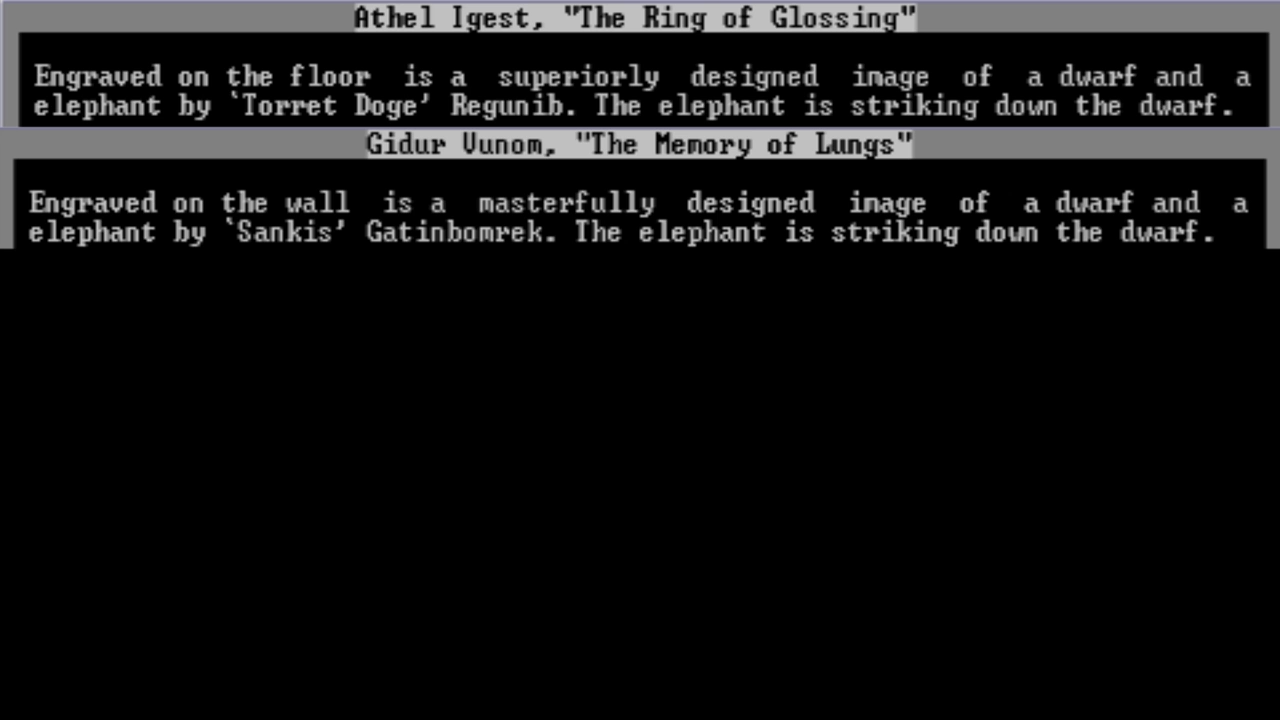 Athel Igest, "The Ring of Glossing"
Engraved on the floor is a superiorly designed image of a dwarf and a
elephant by `Torret Doge' Regunib. The elephant is striking down the dwarf.
Gidur Vunom, "The Memory of Lungs"
Engraved on the wall is a masterfully designed image of a dwarf and a
elephant by `Sankis' Gatinbomrek. The elephant is striking down the dwarf.